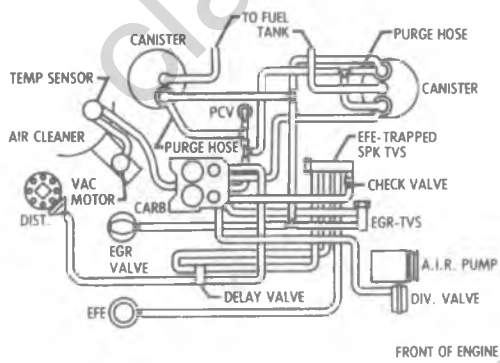 TO FUEL
TANK
CANISTER
PURGE HOSE
TEMP SENSOR
CANISTER
PCV
AIR CLEANER
PURGE HOSE
EFE-TRAPPED
SPK TVS
VAC
MOTOR
CARB
CHECK VALVE
DIST.
EGR-TVS
EGR
VALVE
A.I.R. PUMP
DELAY VALVE
DIV. VALVE
EFE
FRONT OF ENGINE